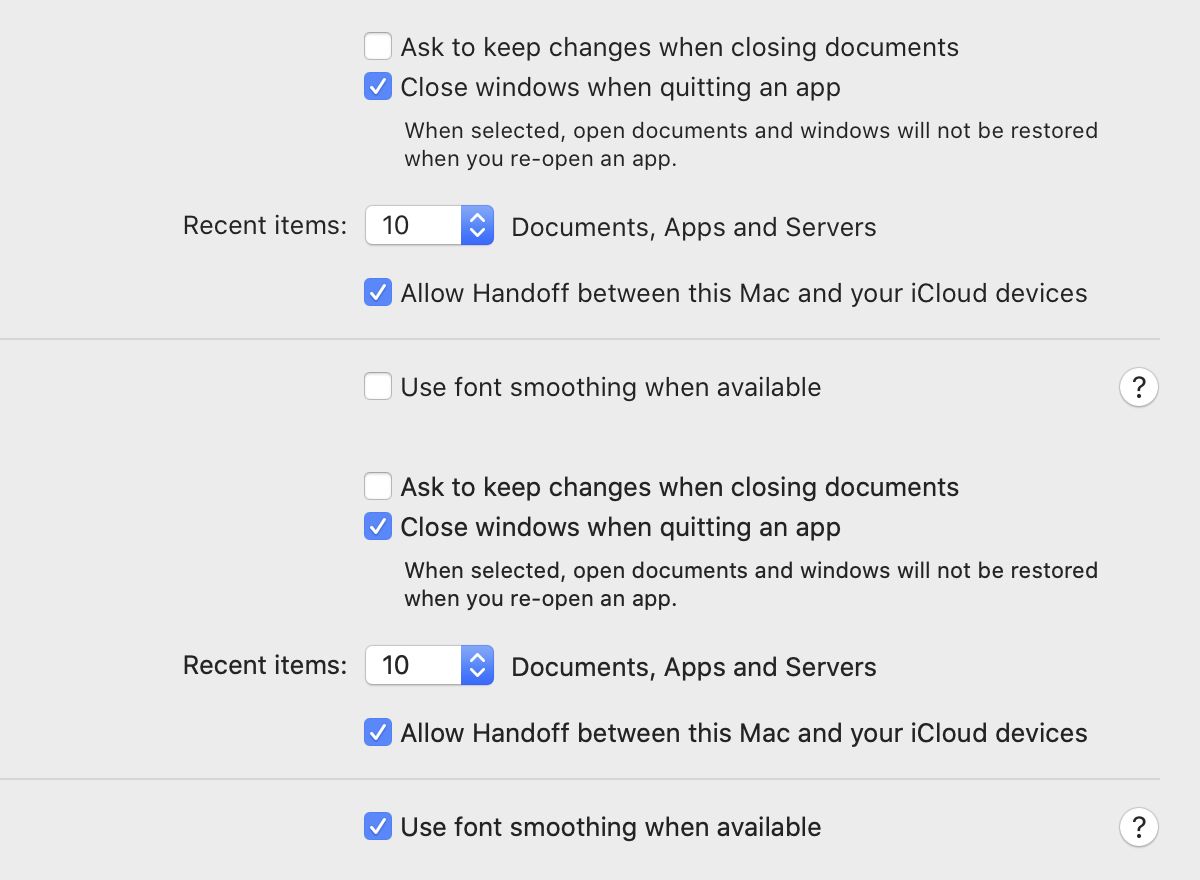 Ask to keep changes when closing documents
Close windows when quitting an app
When selected, open documents and windows will not be restored
when you re-open an app.
Recent items: 10 Documents, Apps and Servers
Allow Handoff between this Mac and your iCloud devices
Use font smoothing when available ?
Ask to keep changes when closing documents
Close windows when quitting an app
When selected, open documents and windows will not be restored
when you re-open an app.
Recent items: 10 Documents, Apps and Servers
Allow Handoff between this Mac and your iCloud devices
Use font smoothing when available ?